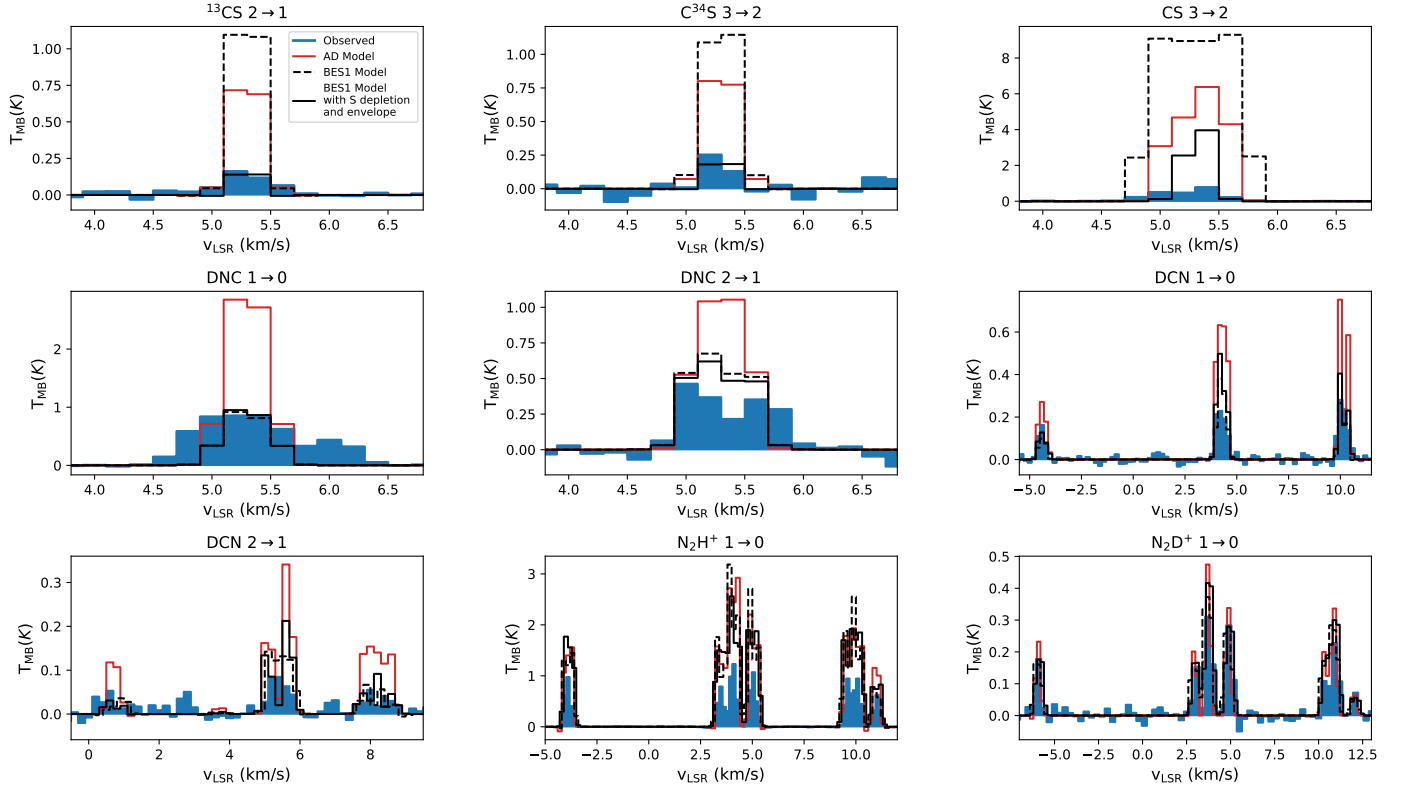 ¹³CS 2→1
1.00
0.75
0.50
0.25
0.00
T_MB(K)
Observed
AD Model
BES1 Model
BES1 Model
with S depletion
and envelope
4.0 4.5 5.0 5.5 6.0 6.5
v_LSR (km/s)
C³⁴S 3→2
1.00
0.75
0.50
0.25
0.00
T_MB(K)
4.0 4.5 5.0 5.5 6.0 6.5
v_LSR (km/s)
CS 3→2
8
6
4
2
0
T_MB(K)
4.0 4.5 5.0 5.5 6.0 6.5
v_LSR (km/s)
DNC 1→0
2
1
0
T_MB(K)
4.0 4.5 5.0 5.5 6.0 6.5
v_LSR (km/s)
DNC 2→1
1.00
0.75
0.50
0.25
0.00
T_MB(K)
4.0 4.5 5.0 5.5 6.0 6.5
v_LSR (km/s)
DCN 1→0
0.6
0.4
0.2
0.0
T_MB(K)
−5.0 −2.5 0.0 2.5 5.0 7.5 10.0
v_LSR (km/s)
DCN 2→1
0.3
0.2
0.1
0.0
T_MB(K)
0 2 4 6 8
v_LSR (km/s)
N₂H⁺ 1→0
3
2
1
0
T_MB(K)
−5.0 −2.5 0.0 2.5 5.0 7.5 10.0
v_LSR (km/s)
N₂D⁺ 1→0
0.5
0.4
0.3
0.2
0.1
0.0
T_MB(K)
−5.0 −2.5 0.0 2.5 5.0 7.5 10.0 12.5
v_LSR (km/s)